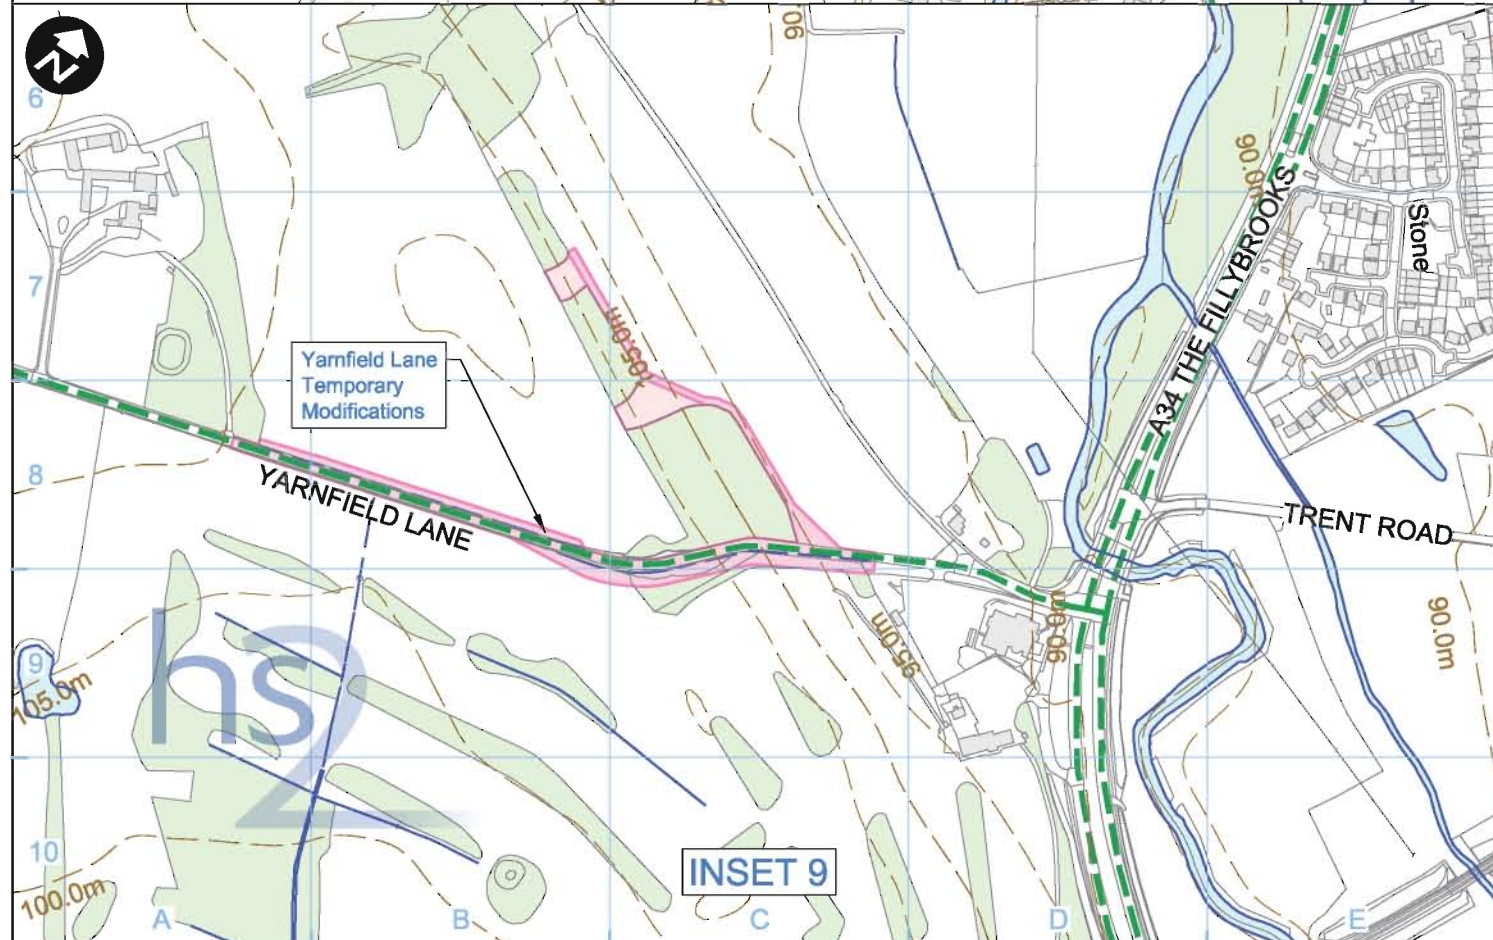 N
90
6
90.0m
Stone
7
105.0m
A34 THE FILLYBROOKS
Yarnfield Lane
Temporary
Modifications
8
YARNFIELD LANE
TRENT ROAD
95.0m
90.0m
90.0m
9
105.0m
hs2
10
100.0m
INSET 9
A
B
C
D
E